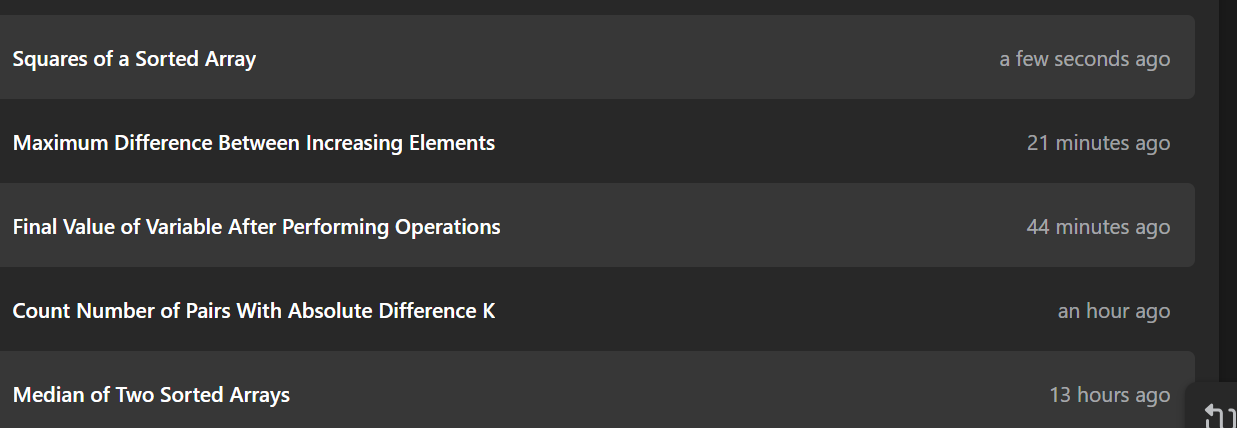 Squares of a Sorted Array a few seconds ago
Maximum Difference Between Increasing Elements 21 minutes ago
Final Value of Variable After Performing Operations 44 minutes ago
Count Number of Pairs With Absolute Difference K an hour ago
Median of Two Sorted Arrays 13 hours ago